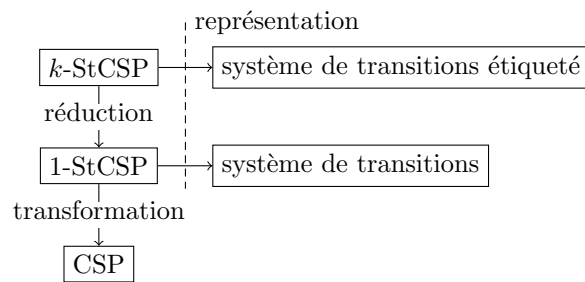 représentation
k-StCSP
système de transitions étiqueté
réduction
1-StCSP
système de transitions
transformation
CSP